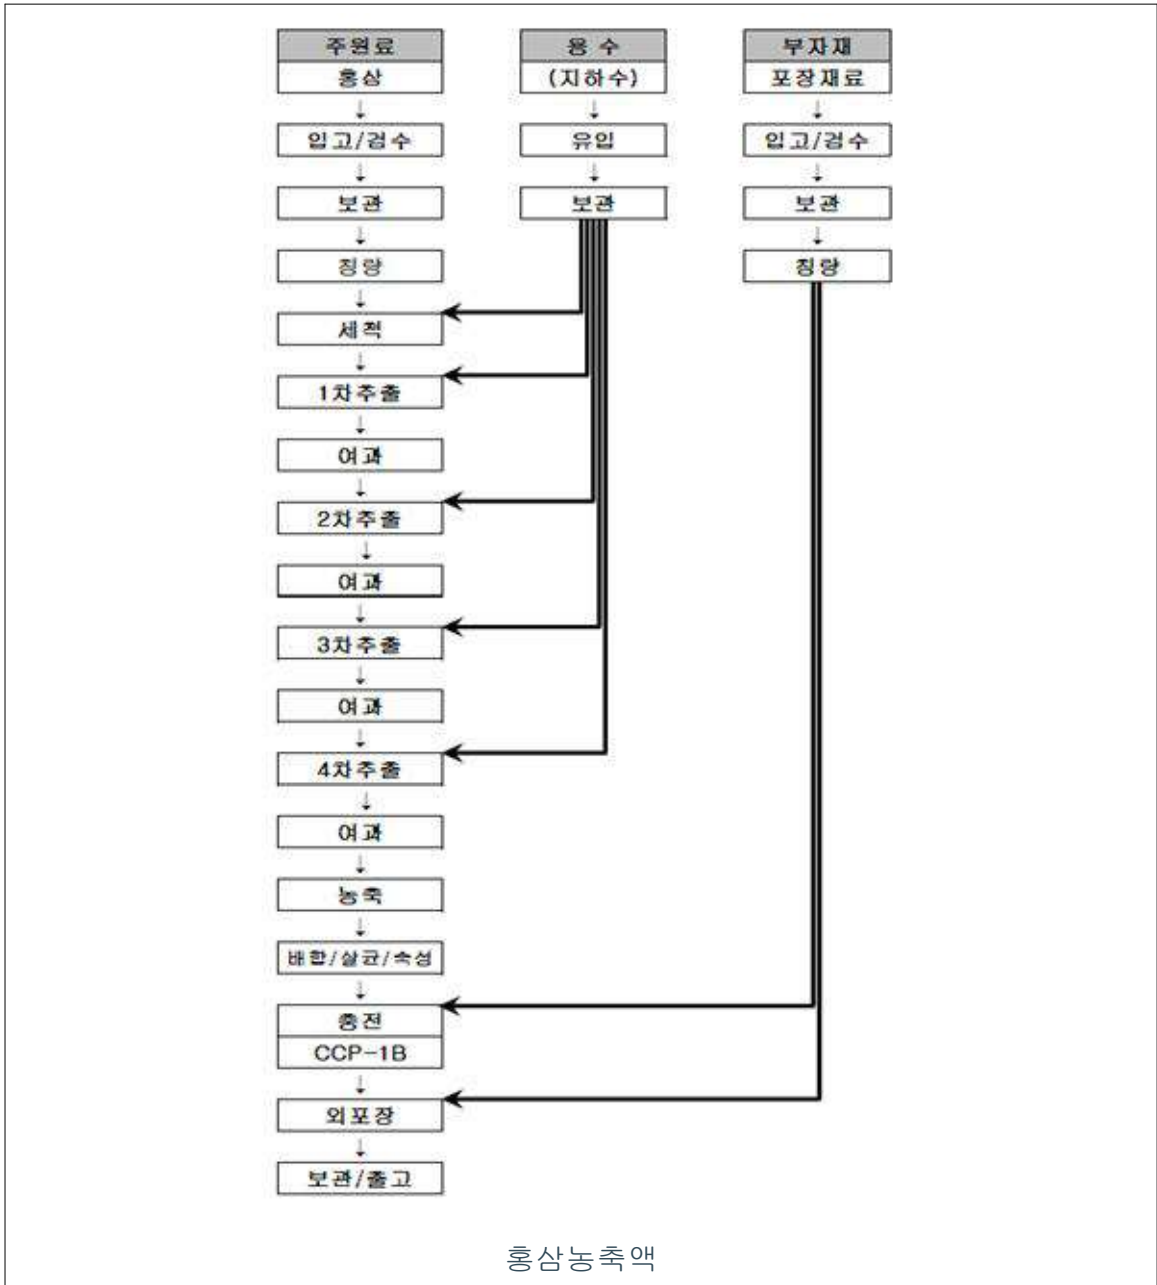 주원료
홍삼
입고/검수
보관
칭량
세척
1차추출
여과
2차추출
여과
3차추출
여과
4차추출
여과
농축
배합/살균/숙성
충전
CCP-1B
외포장
보관/출고
용 수
(지하수)
유입
보관
부자재
포장재료
입고/검수
보관
칭량
홍삼농축액